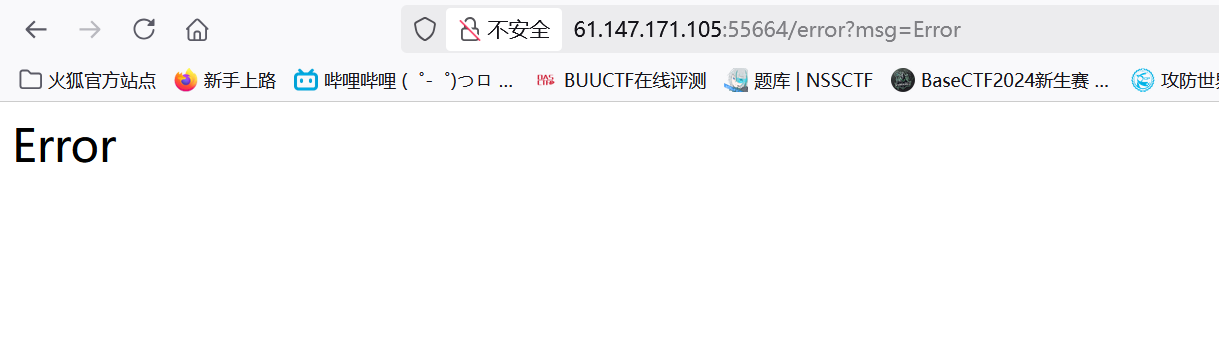 不安全 61.147.171.105:55664/error?msg=Error
火狐官方站点 新手上路 哔哩哔哩 (゜-゜)つロ ... BUUCTF在线评测 题库 | NSSCTF BaseCTF2024新生赛 ... 攻防世界
Error